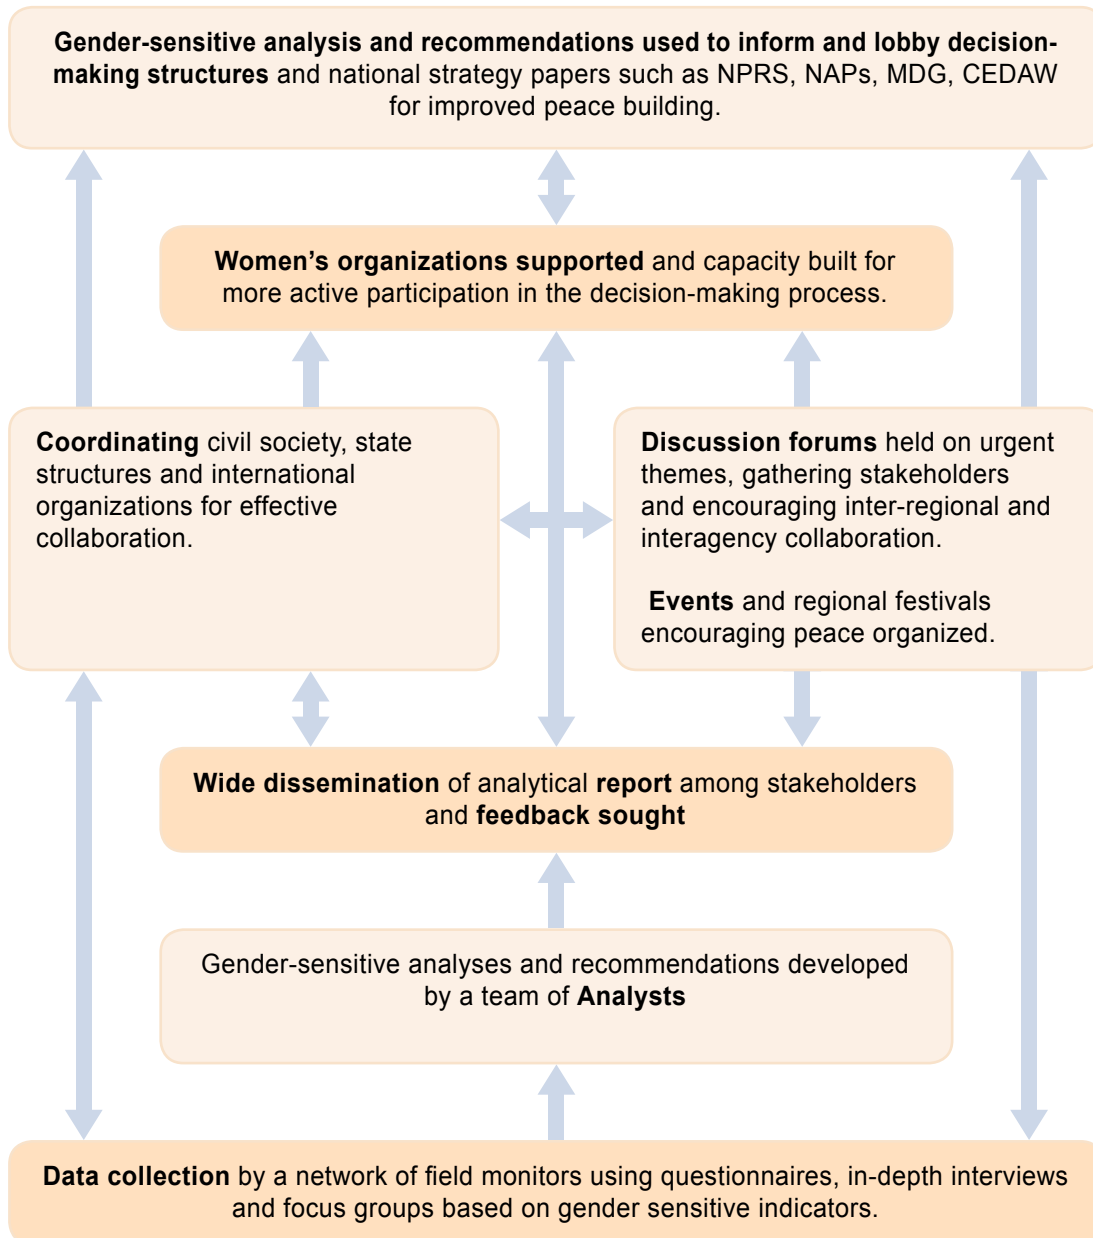 Gender-sensitive analysis and recommendations used to inform and lobby decision-
making structures and national strategy papers such as NPRS, NAPs, MDG, CEDAW
for improved peace building.
Women’s organizations supported and capacity built for
more active participation in the decision-making process.
Coordinating civil society, state
structures and international
organizations for effective
collaboration.
Discussion forums held on urgent
themes, gathering stakeholders
and encouraging inter-regional and
interagency collaboration.
Events and regional festivals
encouraging peace organized.
Wide dissemination of analytical report among stakeholders
and feedback sought
Gender-sensitive analyses and recommendations developed
by a team of Analysts
Data collection by a network of field monitors using questionnaires, in-depth interviews
and focus groups based on gender sensitive indicators.